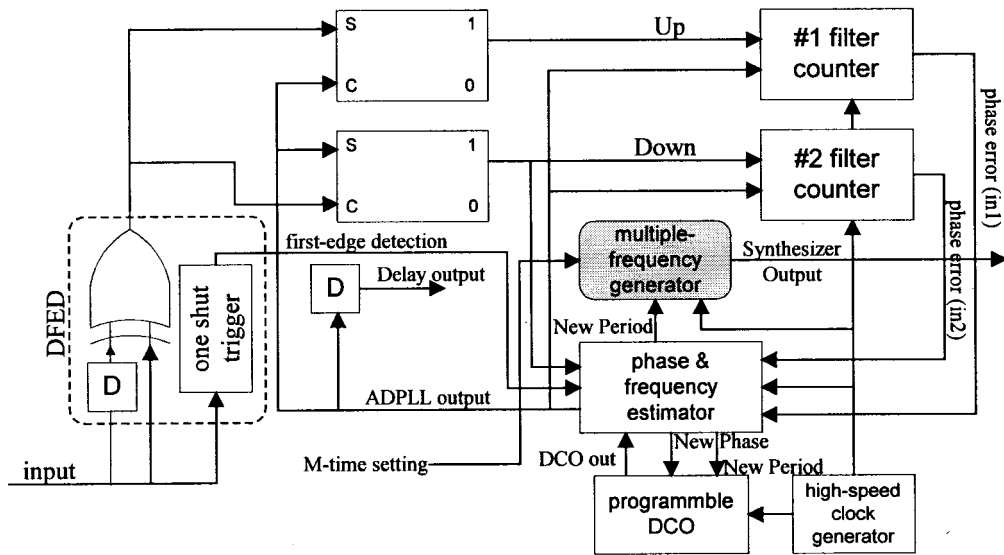 S 1
C 0
Up
#1 filter
counter
phase error (in1)
S 1
C 0
Down
#2 filter
counter
phase error (in2)
DFED
D
one shut
trigger
first-edge detection
D
Delay output
multiple-
frequency
generator
Synthesizer
Output
New Period
phase &
frequency
estimator
ADPLL output
input
M-time setting
DCO out
New Phase
New Period
programmble
DCO
high-speed
clock
generator